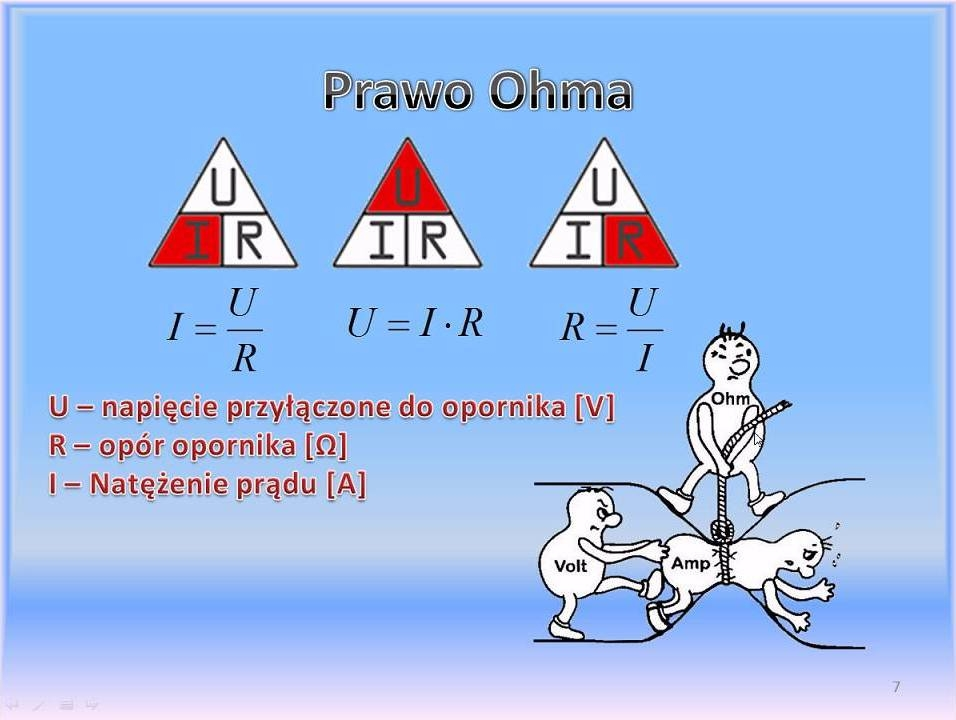 Prawo Ohma
U U U
I R I R I R
I = U/R U = I · R R = U/I
U – napięcie przyłączone do opornika [V]
R – opór opornika [Ω]
I – Natężenie prądu [A]
Ohm
Volt Amp
7